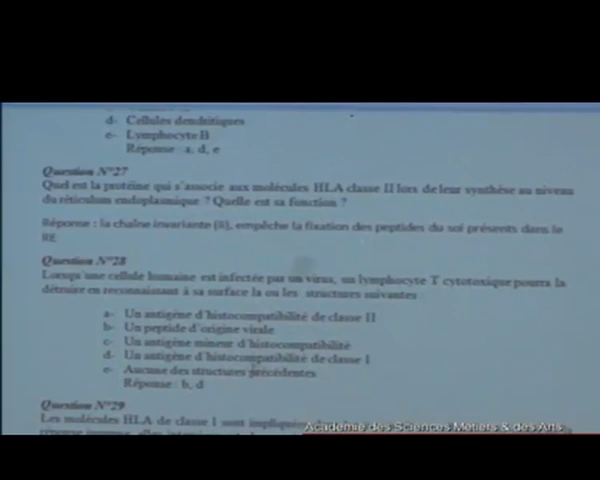 d- Cellules dendritiques
e- Lymphocyte B
Réponse : a, d, e
Question N°27
Quel est la protéine qui s'associe aux molécules HLA classe II lors de leur synthèse au niveau
du réticulum endoplasmique ? Quelle est sa fonction ?
Réponse : la chaîne invariante (Ii), empêche la fixation des peptides du soi présents dans le
RE
Question N°28
Lorsqu'une cellule humaine est infectée par un virus, un lymphocyte T cytotoxique pourra la
détruire en reconnaissant à sa surface la ou les structures suivantes
a- Un antigène d'histocompatibilité de classe II
b- Un peptide d'origine virale
c- Un antigène mineur d'histocompatibilité
d- Un antigène d'histocompatibilité de classe I
e- Aucune des structures précédentes
Réponse : b, d
Question N°29
Les molécules HLA de classe I sont
Académie des Sciences Métiers & des Arts